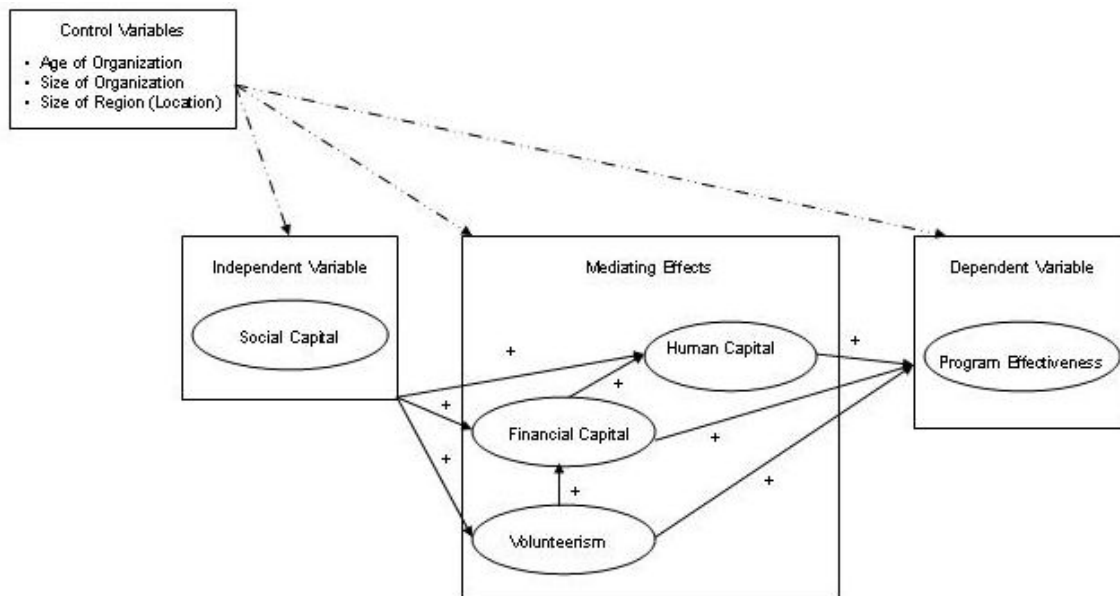 Control Variables
• Age of Organization
• Size of Organization
• Size of Region (Location)
Independent Variable
Mediating Effects
Dependent Variable
Social Capital
Human Capital
Program Effectiveness
Financial Capital
Volunteerism
+
+
+
+
+
+
+
+